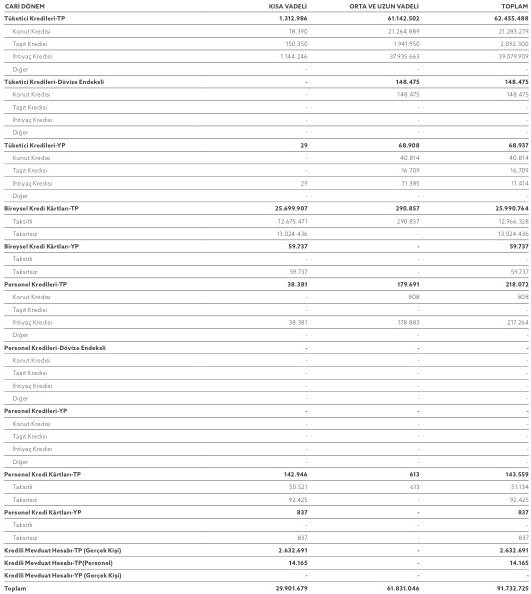 CARİ DÖNEM KISA VADELİ ORTA VE UZUN VADELİ TOPLAM
Tüketici Kredileri-TP 1.312.986 61.142.502 62.455.488
Konut Kredisi 18.390 21.264.889 21.283.279
Taşıt Kredisi 150.350 1.941.950 2.092.300
İhtiyaç Kredisi 1.144.246 37.935.663 39.079.909
Diğer - - -
Tüketici Kredileri-Dövize Endeksli - 148.475 148.475
Konut Kredisi - 148.475 148.475
Taşıt Kredisi - - -
İhtiyaç Kredisi - - -
Diğer - - -
Tüketici Kredileri-YP 29 68.908 68.937
Konut Kredisi - 40.814 40.814
Taşıt Kredisi - 16.709 16.709
İhtiyaç Kredisi 29 11.385 11.414
Diğer - - -
Bireysel Kredi Kârtları-TP 25.699.907 290.857 25.990.764
Taksitli 12.675.471 290.857 12.966.328
Taksitsiz 13.024.436 - 13.024.436
Bireysel Kredi Kârtları-YP 59.737 - 59.737
Taksitli - - -
Taksitsiz 59.737 - 59.737
Personel Kredileri-TP 38.381 179.691 218.072
Konut Kredisi - 808 808
Taşıt Kredisi - - -
İhtiyaç Kredisi 38.381 178.883 217.264
Diğer - - -
Personel Kredileri-Dövize Endeksli - - -
Konut Kredisi - - -
Taşıt Kredisi - - -
İhtiyaç Kredisi - - -
Diğer - - -
Personel Kredileri-YP - - -
Konut Kredisi - - -
Taşıt Kredisi - - -
İhtiyaç Kredisi - - -
Diğer - - -
Personel Kredi Kârtları-TP 142.946 613 143.559
Taksitli 50.521 613 51.134
Taksitsiz 92.425 - 92.425
Personel Kredi Kârtları-YP 837 - 837
Taksitli - - -
Taksitsiz 837 - 837
Kredili Mevduat Hesabı-TP (Gerçek Kişi) 2.632.691 - 2.632.691
Kredili Mevduat Hesabı-TP(Personel) 14.165 - 14.165
Kredili Mevduat Hesabı-YP (Gerçek Kişi) - - -
Toplam 29.901.679 61.831.046 91.732.725